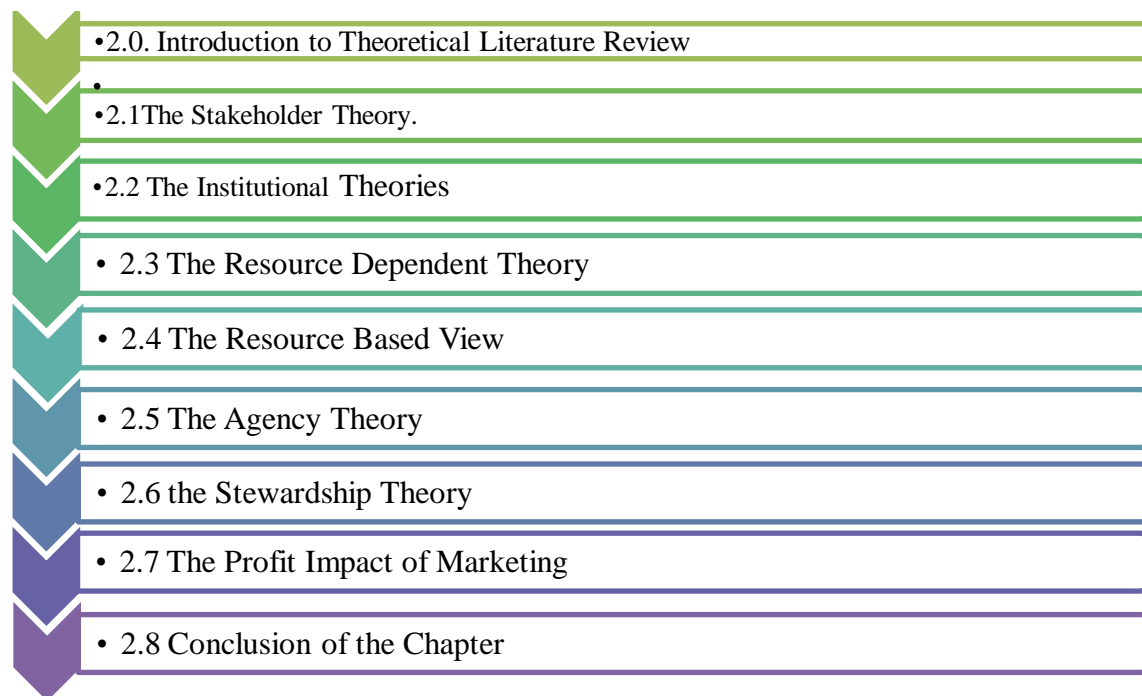 •2.0. Introduction to Theoretical Literature Review
•
•2.1The Stakeholder Theory.
•2.2 The Institutional Theories
• 2.3 The Resource Dependent Theory
• 2.4 The Resource Based View
• 2.5 The Agency Theory
• 2.6 the Stewardship Theory
• 2.7 The Profit Impact of Marketing
• 2.8 Conclusion of the Chapter